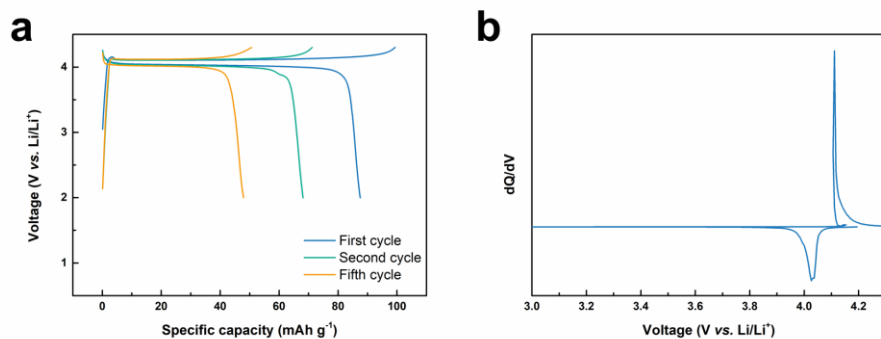 a
Voltage (V vs. Li/Li⁺)
4
3
2
1
First cycle
Second cycle
Fifth cycle
0 20 40 60 80 100
Specific capacity (mAh g⁻¹)
b
dQ/dV
3.0 3.2 3.4 3.6 3.8 4.0 4.2
Voltage (V vs. Li/Li⁺)